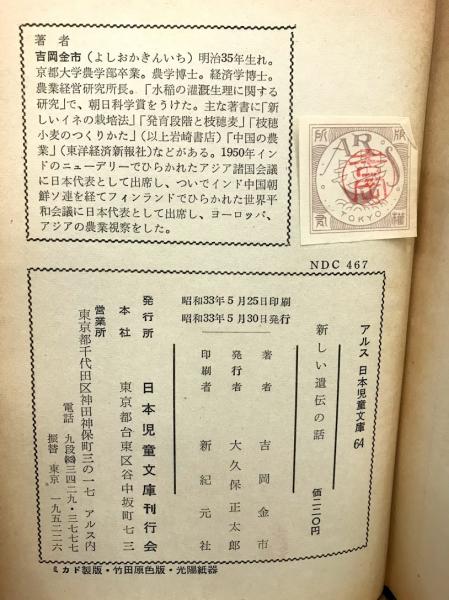 著者
吉岡金市（よしおかきんいち）明治35年生れ。
京都大学農学部卒業。農学博士。経済学博士。
農業経営研究所長。「水稲の灌漑生理に関する
研究」で、朝日科学賞をうけた。主な著書に「新
しいイネの栽培法」「発育段階と枝穂麦」「枝穂
小麦のつくりかた」（以上岩崎書店）「中国の農
業」（東洋経済新報社）などがある。1950年イン
ドのニューデリーでひらかれたアジア諸国会議
に日本代表として出席し、ついでインド中国朝
鮮ソ連を経てフィンランドでひらかれた世界平
和会議に日本代表として出席し、ヨーロッパ、
アジアの農業視察をした。
ARS
TOKYO
NDC 467
アルス 日本児童文庫 64
新しい遺伝の話
価二二〇円
昭和33年5月25日印刷
昭和33年5月30日発行
著者 吉岡金市
発行者 大久保正太郎
印刷者 新紀元社
発行所 日本児童文庫刊行会
本社 東京都台東区谷中坂町七三
営業所 東京都千代田区神田神保町三の一七 アルス内
電話 九段(33)三四二九・三七七七
振替 東京 一九五二二六
ミカド製版・竹田原色版・光陽紙器